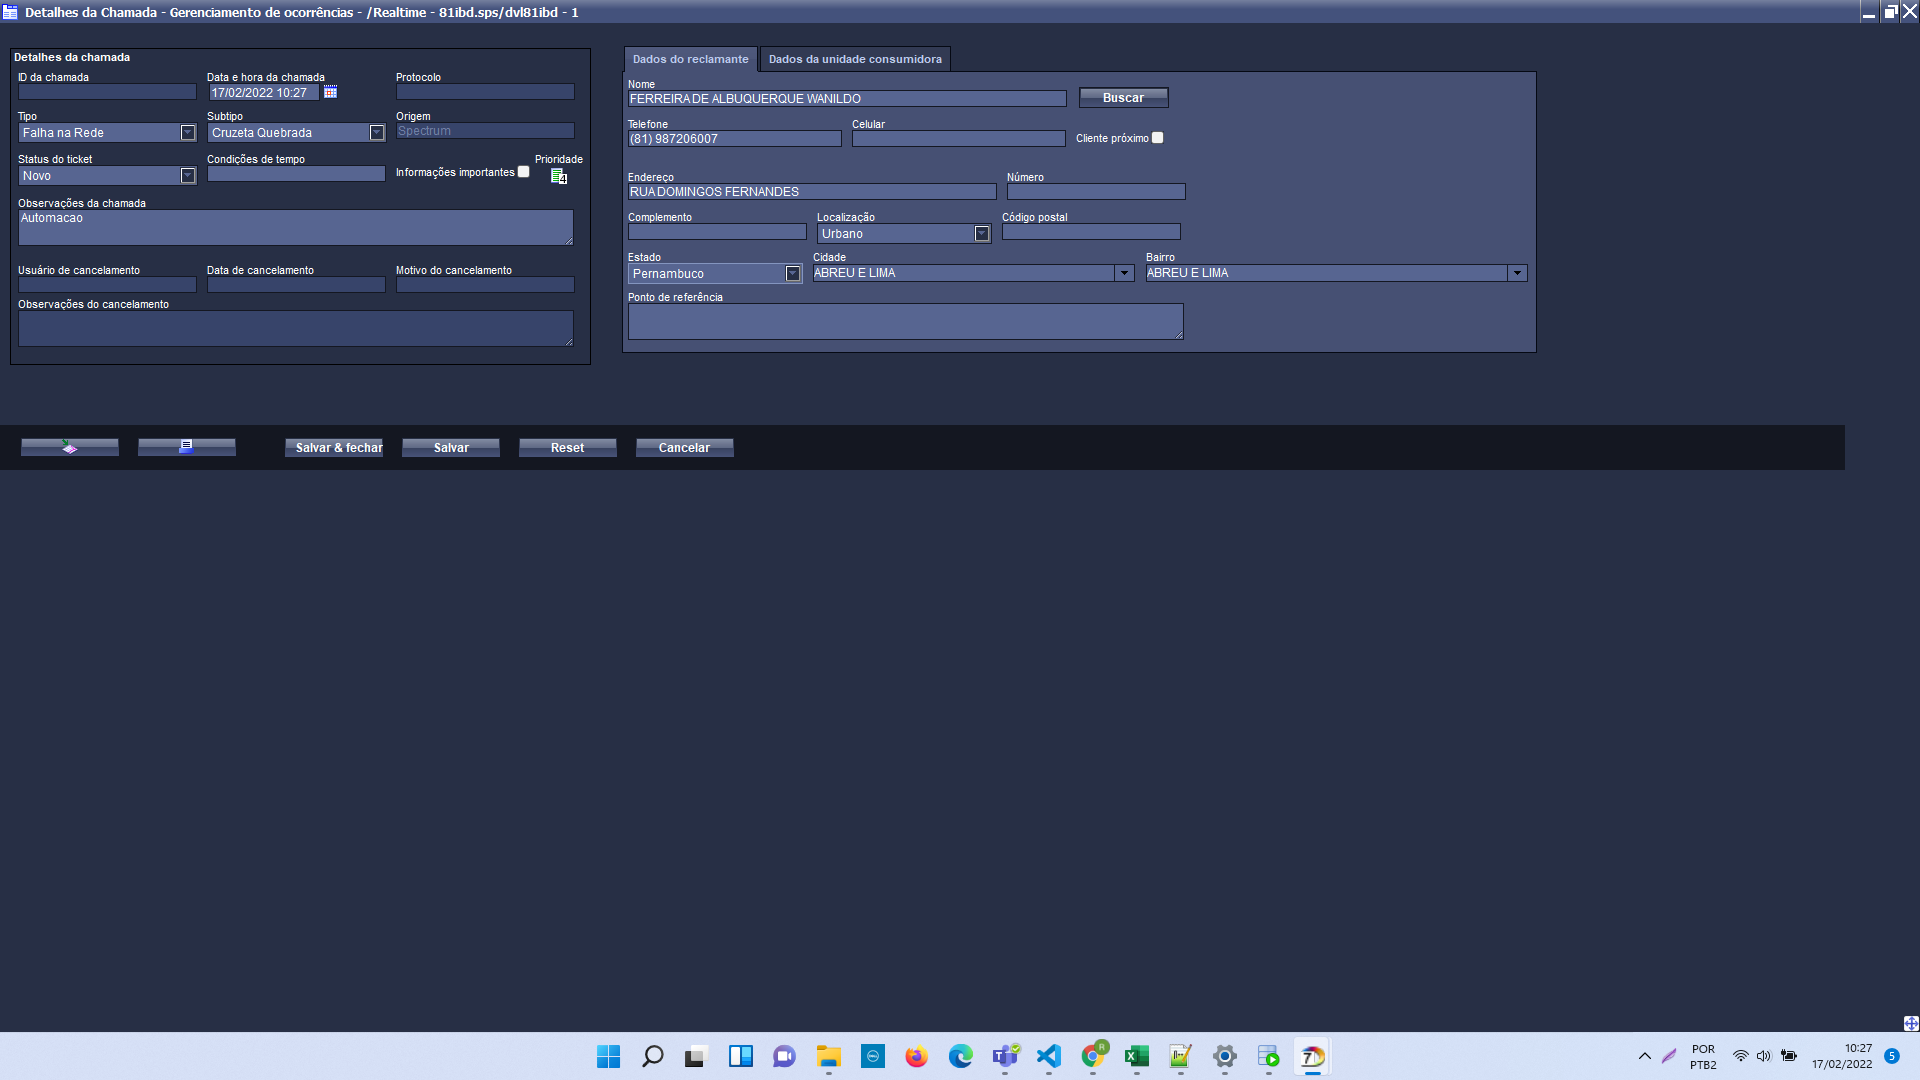 Detalhes da Chamada - Gerenciamento de ocorrências - /Realtime - 81ibd.sps/dvl81ibd - 1
Detalhes da chamada
ID da chamada
Data e hora da chamada
17/02/2022 10:27
Protocolo
Tipo
Falha na Rede
Subtipo
Cruzeta Quebrada
Origem
Spectrum
Status do ticket
Novo
Condições de tempo
Informações importantes
Prioridade
4
Observações da chamada
Automacao
Usuário de cancelamento
Data de cancelamento
Motivo do cancelamento
Observações do cancelamento
Dados do reclamante
Dados da unidade consumidora
Nome
FERREIRA DE ALBUQUERQUE WANILDO
Buscar
Telefone
(81) 987206007
Celular
Cliente próximo
Endereço
RUA DOMINGOS FERNANDES
Número
Complemento
Localização
Urbano
Código postal
Estado
Pernambuco
Cidade
ABREU E LIMA
Bairro
ABREU E LIMA
Ponto de referência
Salvar & fechar
Salvar
Reset
Cancelar
POR
PTB2
10:27
17/02/2022
5